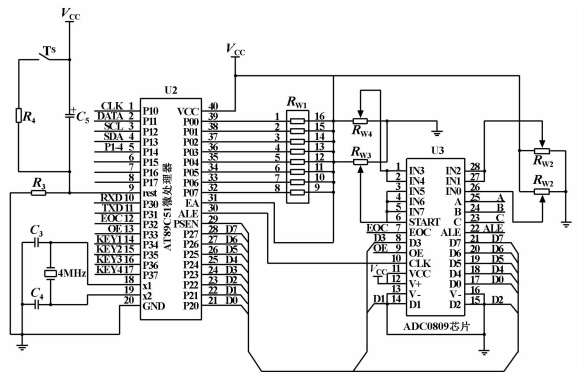 VCC
TS
C5
R4
R3
C3
C4
4MHz
U2
AT89C51微处理器
CLK 1 P10
DATA 2 P11
SCL 3 P12
SDA 4 P13
P1-4 5 P14
6 P15
7 P16
8 P17
9 rest
RXD 10 P30
TXD 11 P31
EOC 12 P32
OE 13 P33
KEY1 14 P34
KEY2 15 P35
KEY3 16 P36
KEY4 17 P37
18 x1
19 x2
20 GND
VCC 40
P00 39
P01 38
P02 37
P03 36
P04 35
P05 34
P06 33
P07 32
EA 31
ALE 30
PSEN 29
P27 28 D7
P26 27 D6
P25 26 D5
P24 25 D4
P23 24 D3
P22 23 D2
P21 22 D1
P20 21 D0
VCC
RW1
1 16
2 15
3 14
4 13
5 12
6 11
7 10
8 9
RW4
RW3
RW2
RW2
U3
ADC0809芯片
1 IN3
2 IN4
3 IN5
4 IN6
5 IN7
6 START
EOC 7 EOC
D3 8 D3
OE 9 OE
10 CLK
VCC 11 VCC
12 V+
13 V-
D1 14 D1
IN2 28
IN1 27
IN0 26
A 25 A
B 24 B
C 23 C
ALE 22 ALE
D7 21 D7
D6 20 D6
D5 19 D5
D4 18 D4
D0 17 D0
V- 16
D2 15 D2